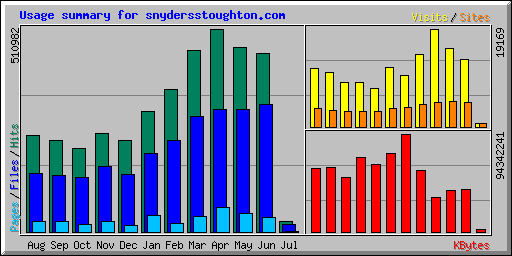 Usage summary for snydersstoughton.com
Visits / Sites
510982
19169
Pages / Files / Hits
94342241
Aug Sep Oct Nov Dec Jan Feb Mar Apr May Jun Jul
KBytes